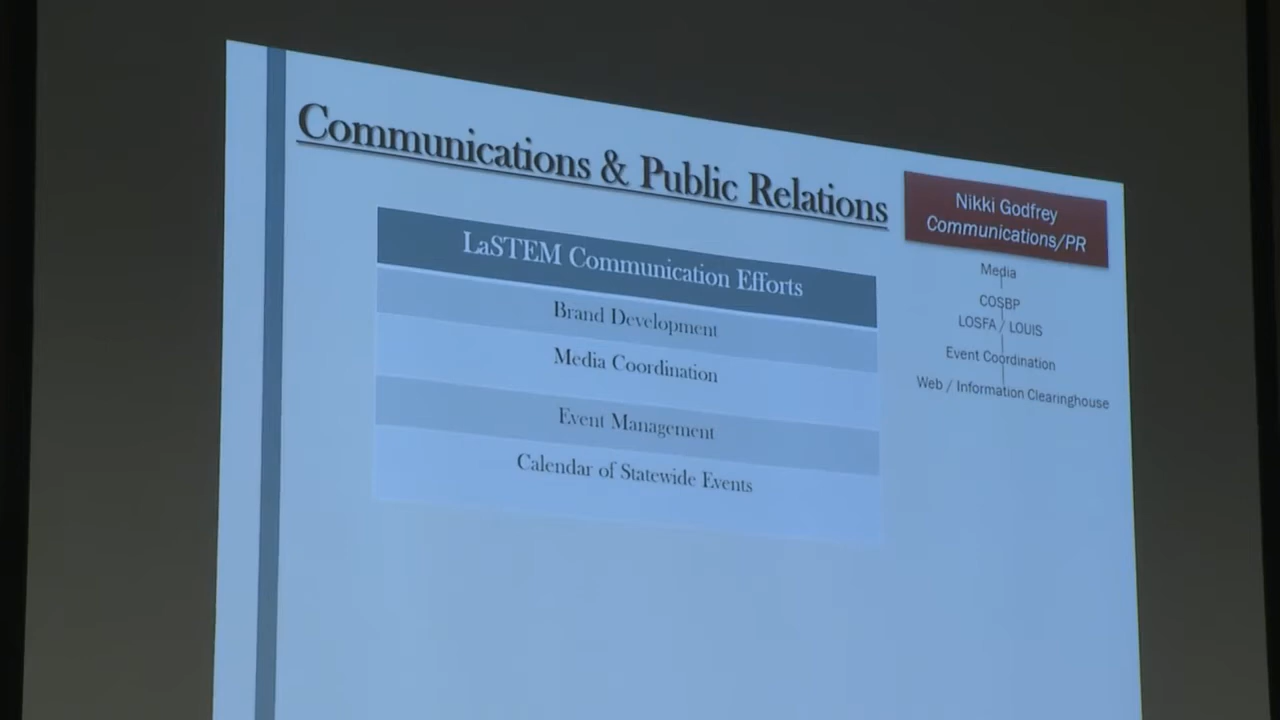 Communications & Public Relations
LaSTEM Communication Efforts
Brand Development
Media Coordination
Event Management
Calendar of Statewide Events
Nikki Godfrey
Communications/PR
Media
COSBP
LOSFA / LOUIS
Event Coordination
Web / Information Clearinghouse